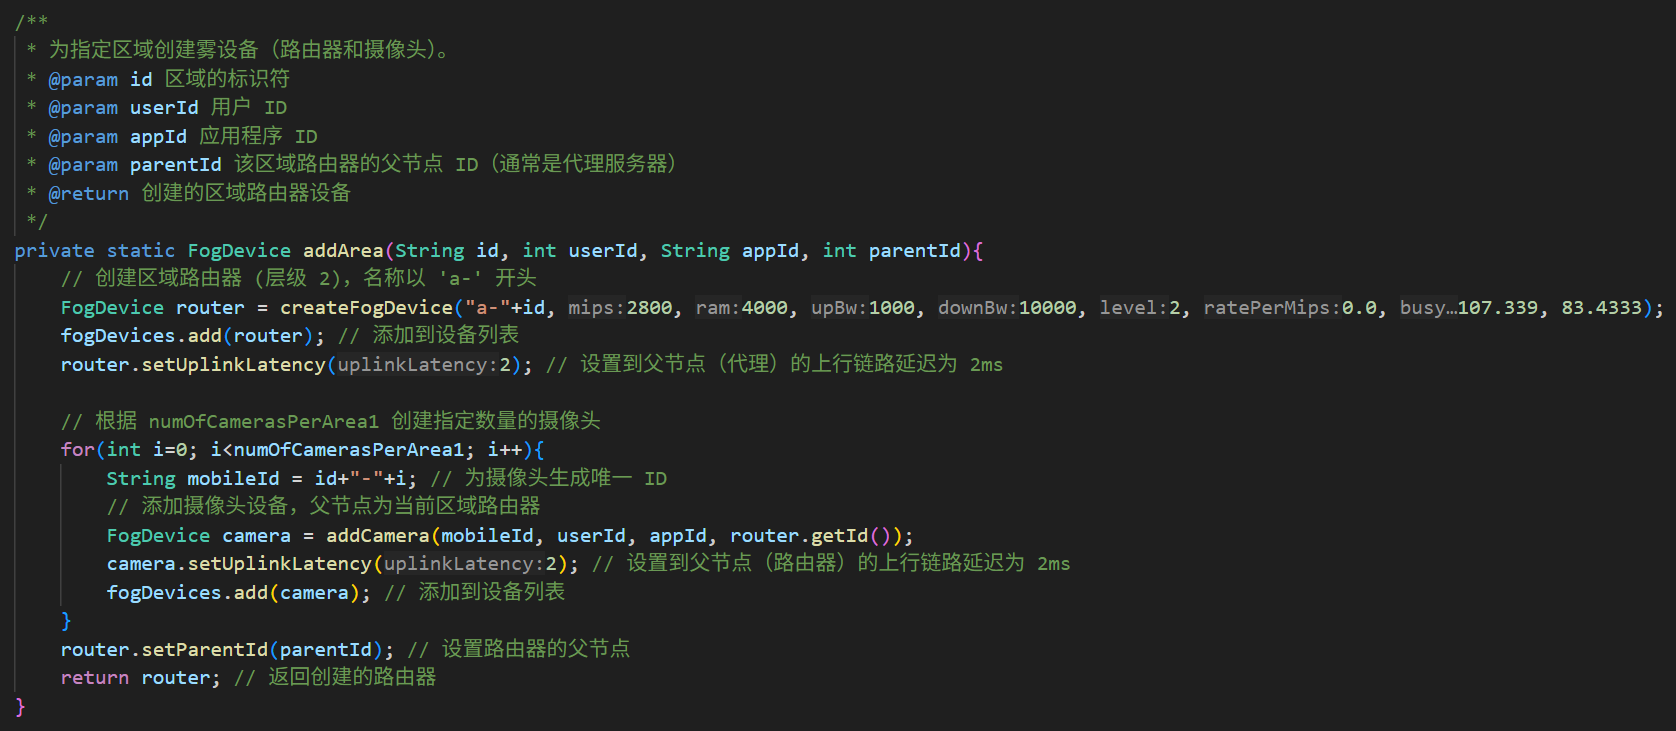 /**
 * 为指定区域创建雾设备（路由器和摄像头）。
 * @param id 区域的标识符
 * @param userId 用户 ID
 * @param appId 应用程序 ID
 * @param parentId 该区域路由器的父节点 ID（通常是代理服务器）
 * @return 创建的区域路由器设备
 */
private static FogDevice addArea(String id, int userId, String appId, int parentId){
    // 创建区域路由器 (层级 2)，名称以 'a-' 开头
    FogDevice router = createFogDevice("a-"+id, mips:2800, ram:4000, upBw:1000, downBw:10000, level:2, ratePerMips:0.0, busy…107.339, 83.4333);
    fogDevices.add(router); // 添加到设备列表
    router.setUplinkLatency(uplinkLatency:2); // 设置到父节点（代理）的上行链路延迟为 2ms
    // 根据 numOfCamerasPerArea1 创建指定数量的摄像头
    for(int i=0; i<numOfCamerasPerArea1; i++){
        String mobileId = id+"-"+i; // 为摄像头生成唯一 ID
        // 添加摄像头设备，父节点为当前区域路由器
        FogDevice camera = addCamera(mobileId, userId, appId, router.getId());
        camera.setUplinkLatency(uplinkLatency:2); // 设置到父节点（路由器）的上行链路延迟为 2ms
        fogDevices.add(camera); // 添加到设备列表
    }
    router.setParentId(parentId); // 设置路由器的父节点
    return router; // 返回创建的路由器
}